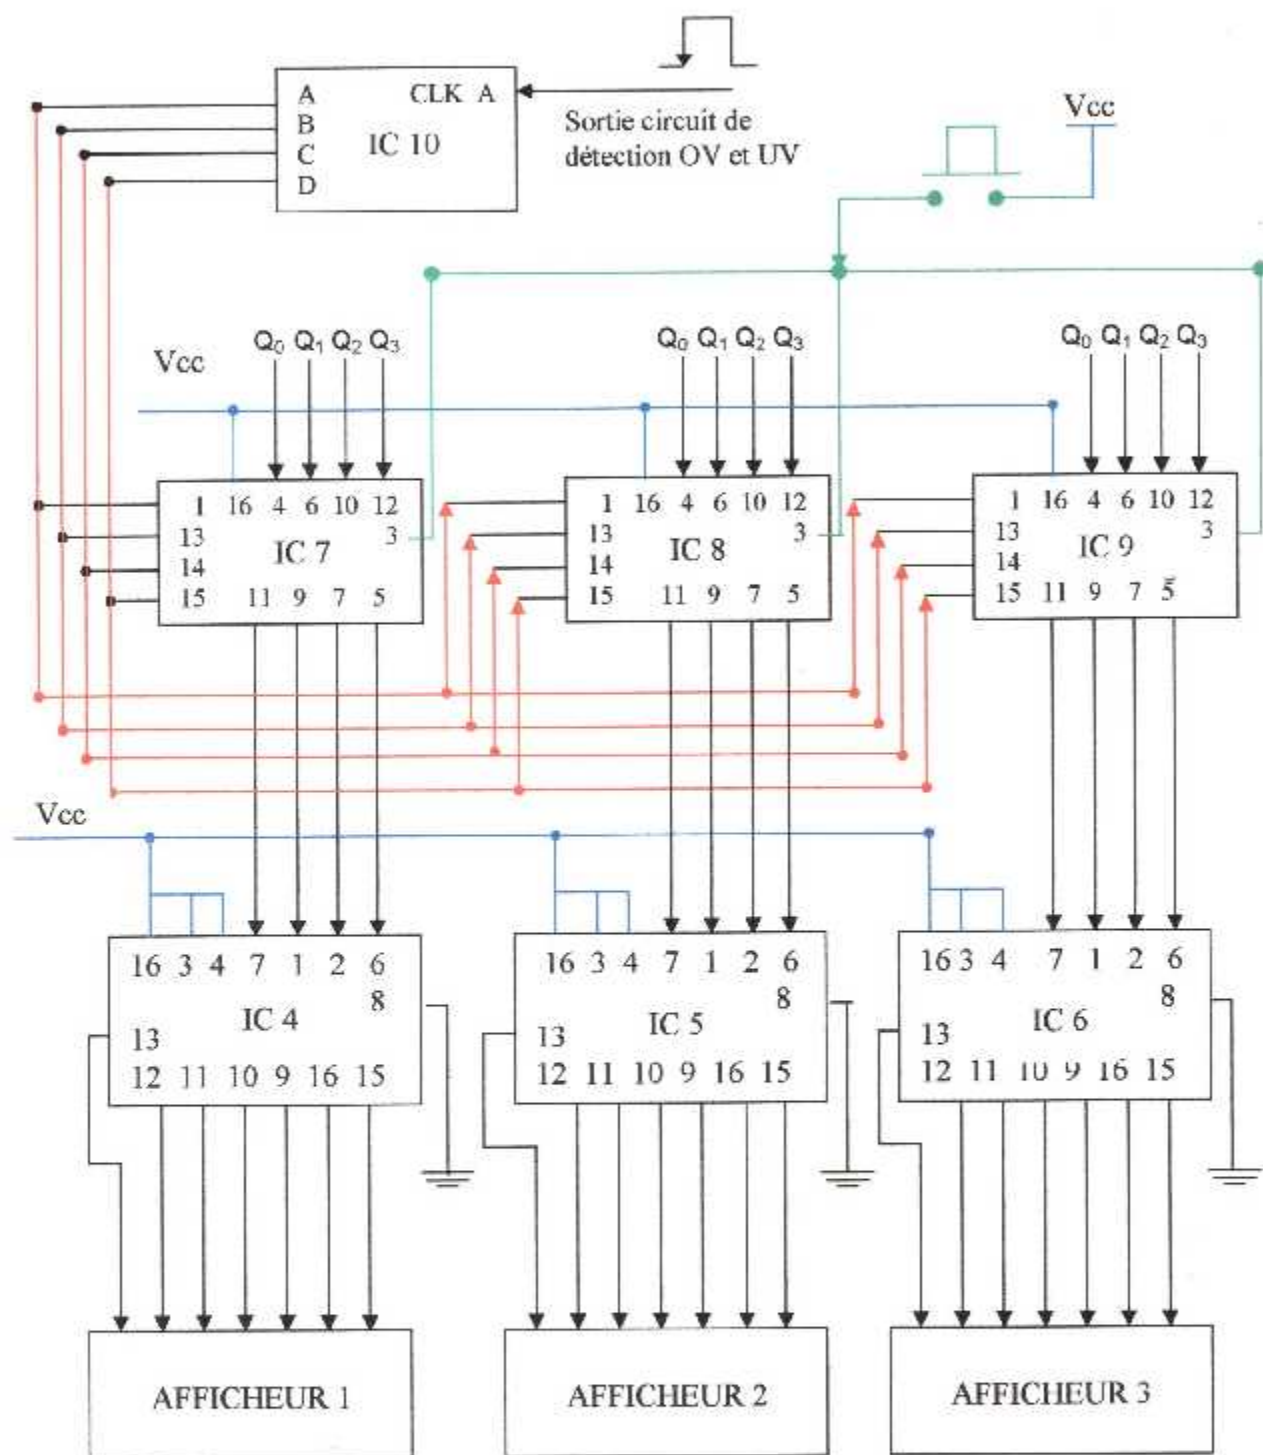 A CLK A
B
IC 10
C
D
Sortie circuit de
détection OV et UV
Vcc
Vcc
Q0 Q1 Q2 Q3
Q0 Q1 Q2 Q3
Q0 Q1 Q2 Q3
1 16 4 6 10 12
13 3
IC 7
14
15 11 9 7 5
1 16 4 6 10 12
13 3
IC 8
14
15 11 9 7 5
1 16 4 6 10 12
13 3
IC 9
14
15 11 9 7 5
Vcc
16 3 4 7 1 2 6
8
IC 4
13
12 11 10 9 16 15
16 3 4 7 1 2 6
8
IC 5
13
12 11 10 9 16 15
16 3 4 7 1 2 6
8
IC 6
13
12 11 10 9 16 15
AFFICHEUR 1
AFFICHEUR 2
AFFICHEUR 3